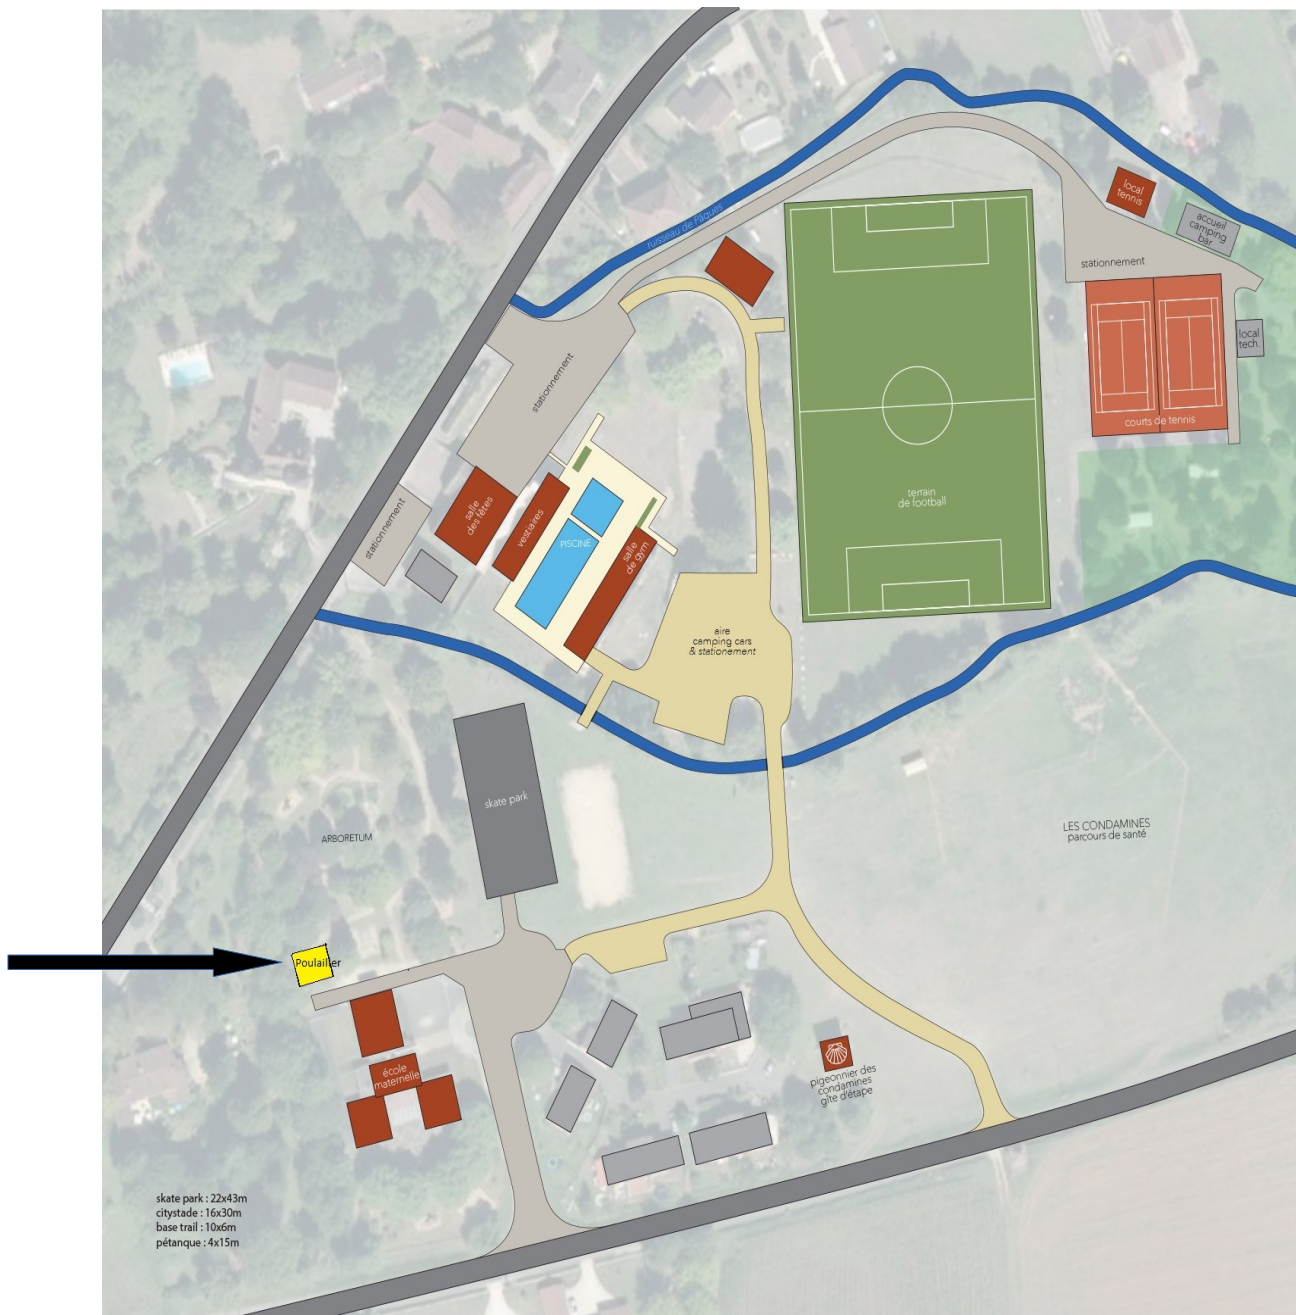 ruisseau de Pâques
local
tennis
accueil
camping
bar
stationnement
local
tech.
courts de tennis
stationnement
terrain
de football
salle
des fêtes
vestiaires
PISCINE
salle
de gym
stationnement
aire
camping cars
& stationement
skate park
ARBORETUM
LES CONDAMINES
parcours de santé
Poulailler
école
maternelle
pigeonnier des
condamines
gîte d'étape
skate park : 22x43m
citystade : 16x30m
base trail : 10x6m
pétanque : 4x15m